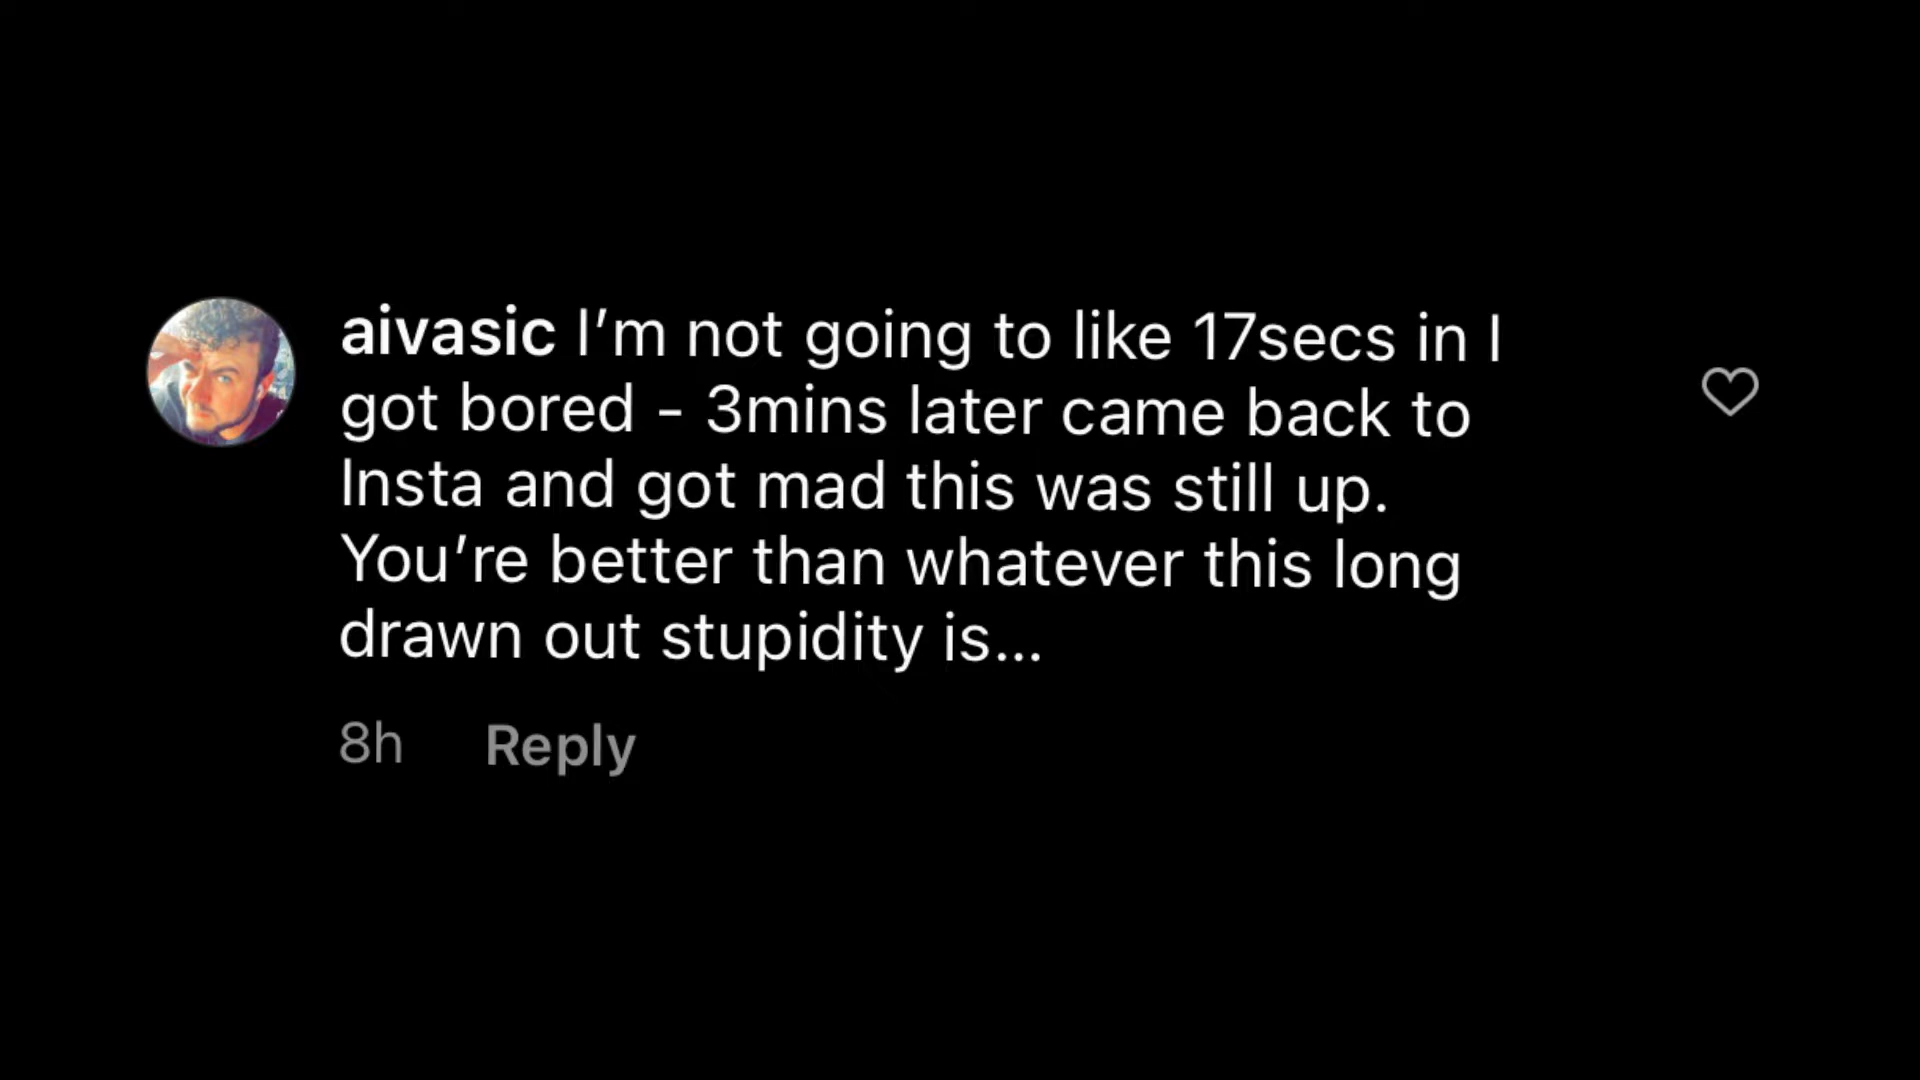 aivasic I’m not going to like 17secs in I
got bored - 3mins later came back to
Insta and got mad this was still up.
You’re better than whatever this long
drawn out stupidity is...
8h Reply